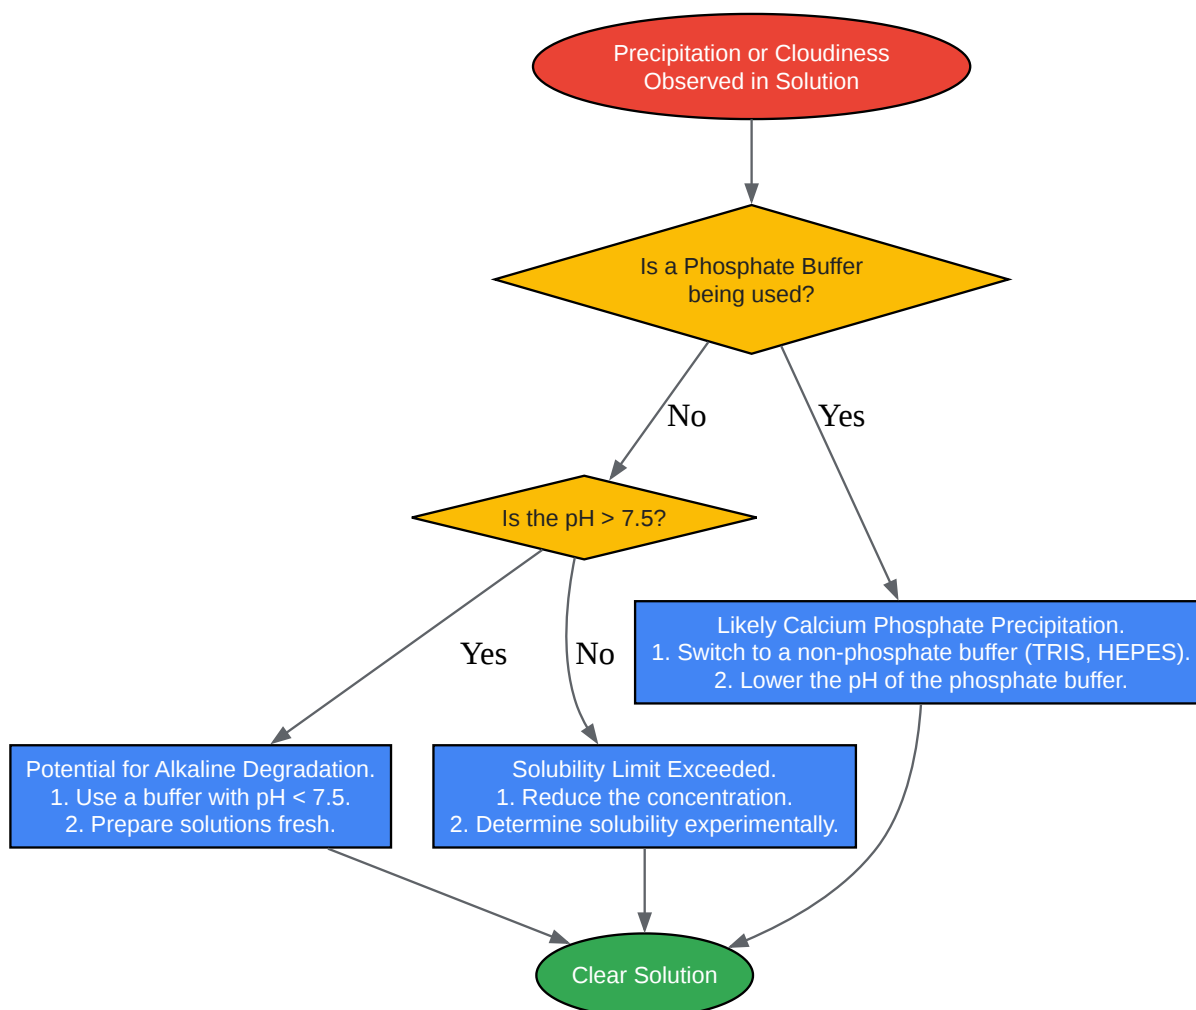 Precipitation or Cloudiness
Observed in Solution
Is a Phosphate Buffer
being used?
No
Yes
Is the pH > 7.5?
Yes
No
Likely Calcium Phosphate Precipitation.
1. Switch to a non-phosphate buffer (TRIS, HEPES).
2. Lower the pH of the phosphate buffer.
Potential for Alkaline Degradation.
1. Use a buffer with pH < 7.5.
2. Prepare solutions fresh.
Solubility Limit Exceeded.
1. Reduce the concentration.
2. Determine solubility experimentally.
Clear Solution